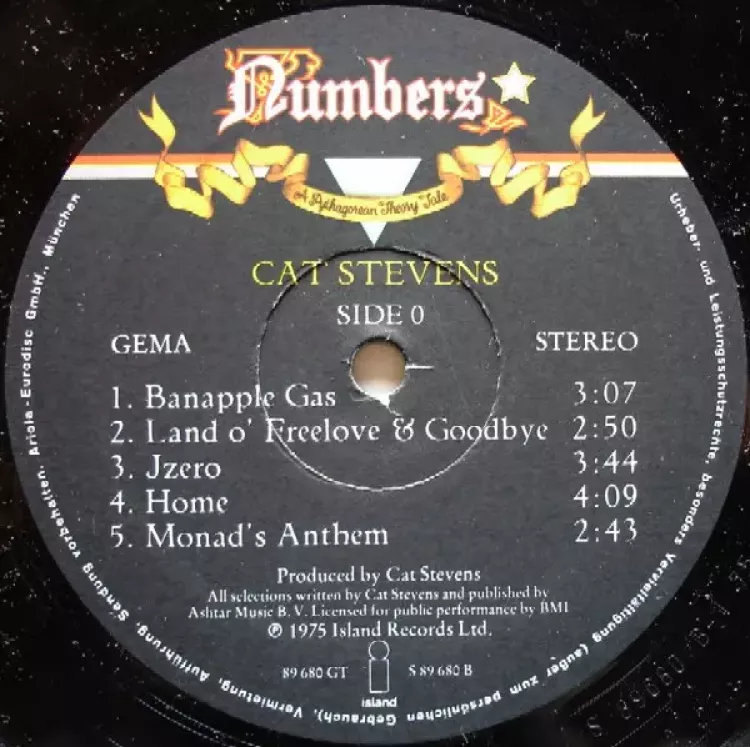 Numbers
A Pythagorean Theory Tale
CAT STEVENS
SIDE 0
GEMA
STEREO
1. Banapple Gas 3:07
2. Land o' Freelove & Goodbye 2:50
3. Jzero 3:44
4. Home 4:09
5. Monad's Anthem 2:43
Produced by Cat Stevens
All selections written by Cat Stevens and published by
Ashtar Music B. V. Licensed for public performance by BMI
℗ 1975 Island Records Ltd.
89 680 GT
S 89 680 B
island
Urheber- und Leistungsschutzrechte, besonders Vervielfältigung (außer zum persönlichen Gebrauch), Vermietung, Aufführung, Sendung vorbehalten. Ariola-Eurodisc GmbH., München
S 89680 B